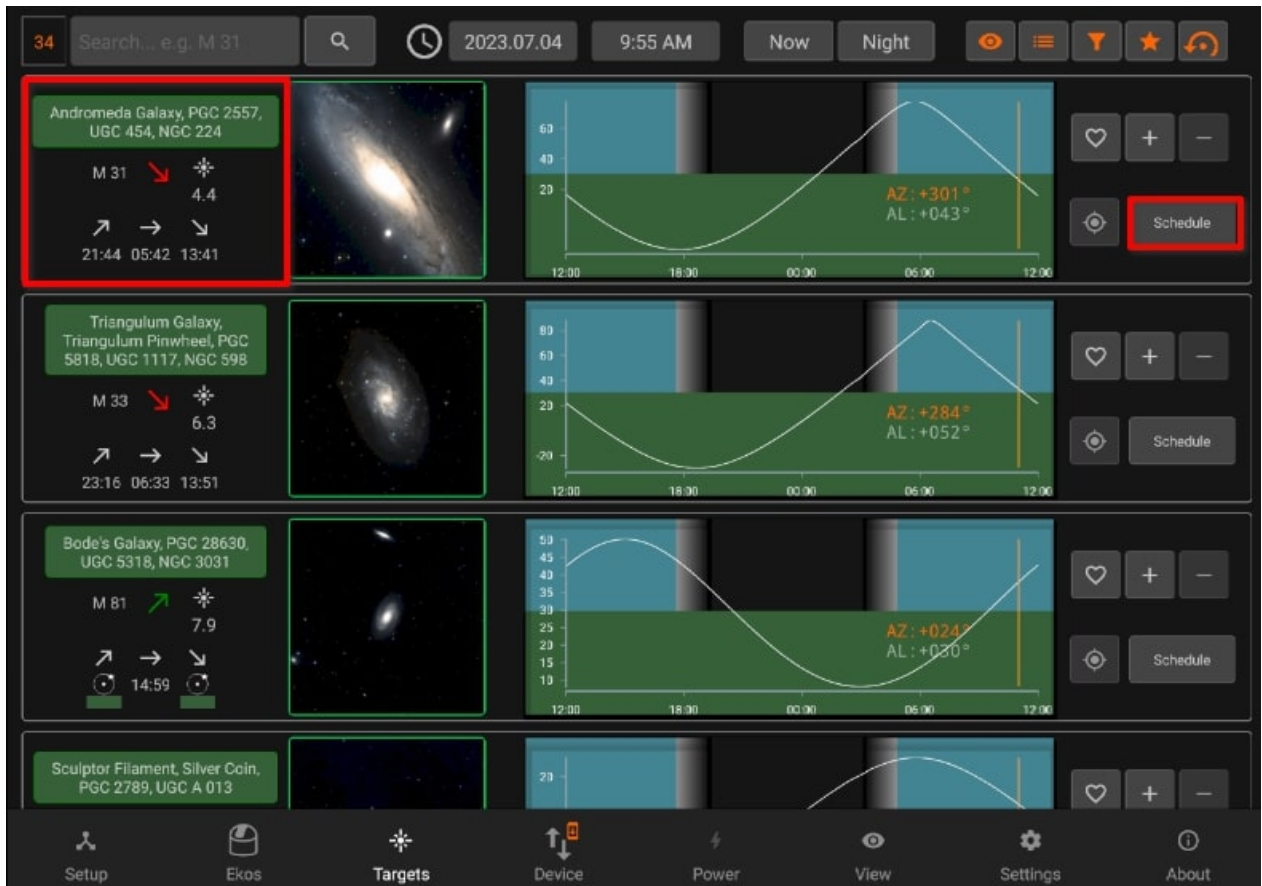 34 Search... e.g. M 31 2023.07.04 9:55 AM Now Night
Andromeda Galaxy, PGC 2557,
UGC 454, NGC 224
M 31
4.4
21:44 05:42 13:41
60
40
20
AZ:+301°
AL:+043°
12:00 18:00 00:00 06:00 12:00
Schedule
Triangulum Galaxy,
Triangulum Pinwheel, PGC
5818, UGC 1117, NGC 598
M 33
6.3
23:16 06:33 13:51
80
60
40
20
-20
AZ:+284°
AL:+052°
12:00 18:00 00:00 06:00 12:00
Schedule
Bode's Galaxy, PGC 28630,
UGC 5318, NGC 3031
M 81
7.9
14:59
50
45
40
35
30
25
20
15
10
AZ:+024°
AL:+030°
12:00 18:00 00:00 06:00 12:00
Schedule
Sculptor Filament, Silver Coin,
PGC 2789, UGC A 013
20
Setup Ekos Targets Device Power View Settings About